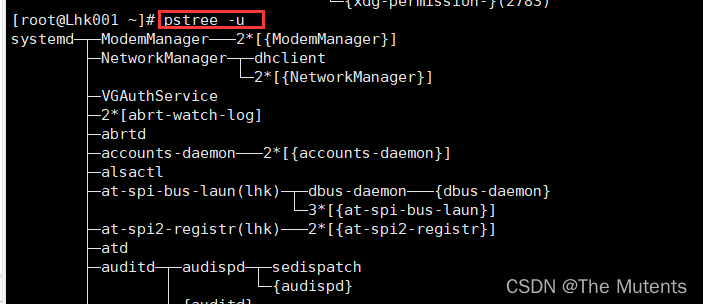 └─{xdg-permission-}(2783)
[root@Lhk001 ~]# pstree -u
systemd─┬─ModemManager───2*[{ModemManager}]
├─NetworkManager─┬─dhclient
│ └─2*[{NetworkManager}]
├─VGAuthService
├─2*[abrt-watch-log]
├─abrtd
├─accounts-daemon───2*[{accounts-daemon}]
├─alsactl
├─at-spi-bus-laun(lhk)─┬─dbus-daemon───{dbus-daemon}
│ └─3*[{at-spi-bus-laun}]
├─at-spi2-registr(lhk)───2*[{at-spi2-registr}]
├─atd
├─auditd─┬─audispd─┬─sedispatch
│ │ └─{audispd}
│ └─{auditd}
CSDN @The Mutents